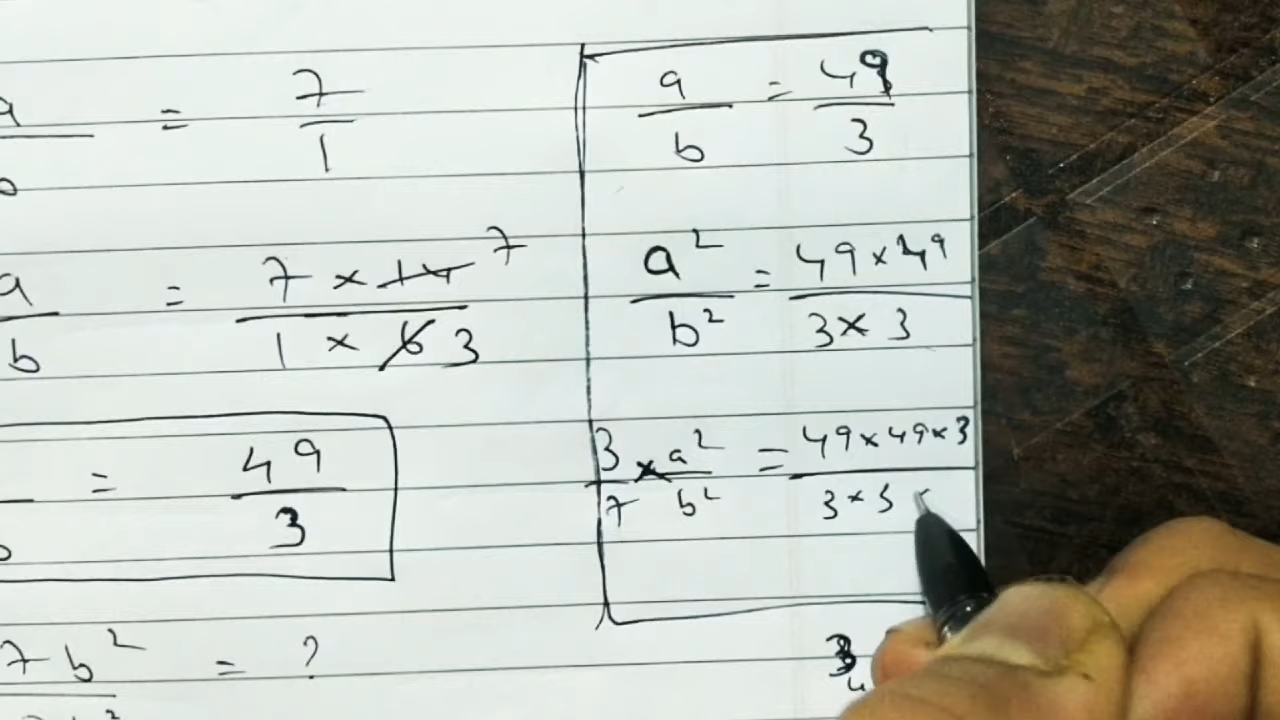 a/b = 7/1
a/b = 49/3
a/b = 7 × 14 7 / 1 × 6 3
a²/b² = 49 × 49 / 3 × 3
= 49/3
3/7 × a²/b² = 49 × 49 × 3 / 3 × 3
7b² = ?